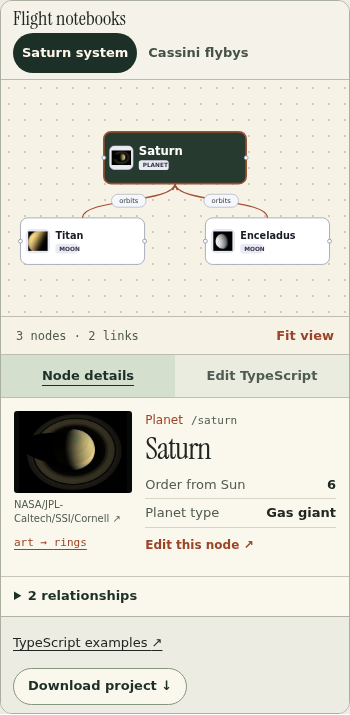 Flight notebooks
Saturn system
Cassini flybys
Saturn
PLANET
orbits
orbits
Titan
MOON
Enceladus
MOON
3 nodes · 2 links
Fit view
Node details
Edit TypeScript
Planet /saturn
Saturn
Order from Sun 6
Planet type Gas giant
Edit this node ↗
NASA/JPL-
Caltech/SSI/Cornell ↗
art → rings
▶ 2 relationships
TypeScript examples ↗
Download project ↓